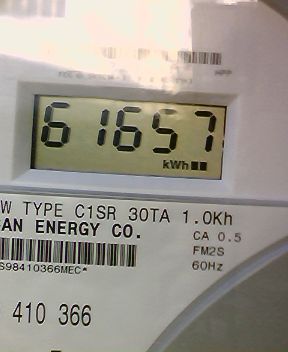 61657
kWh
W TYPE C1SR 30TA 1.0Kh
AN ENERGY CO.
CA 0.5
FM2S
S98410366MEC*
60Hz
410 366